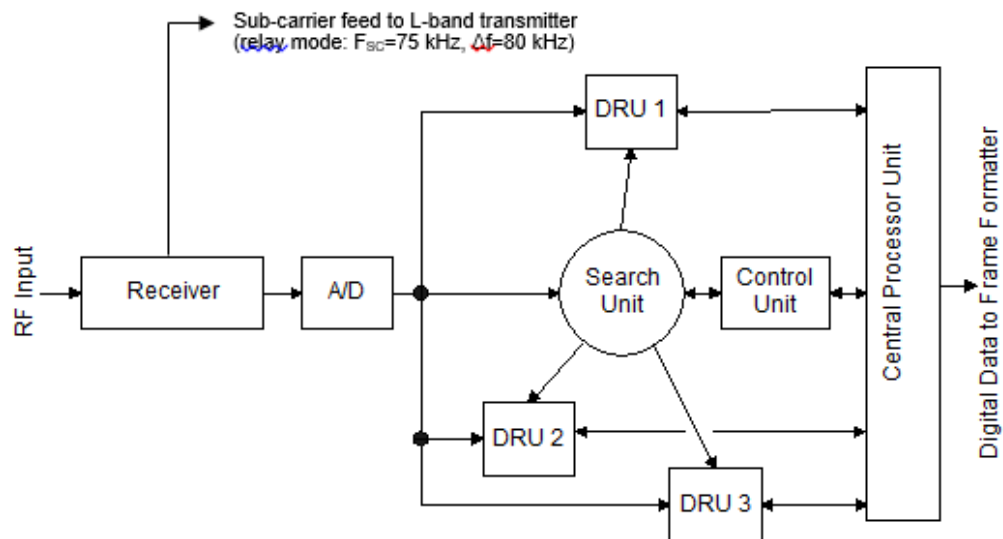 Sub-carrier feed to L-band transmitter
(relay mode: FSC=75 kHz, Δf=80 kHz)
DRU 1
RF Input
Receiver
A/D
Search
Unit
Control
Unit
Central Processor Unit
Digital Data to Frame Formatter
DRU 2
DRU 3